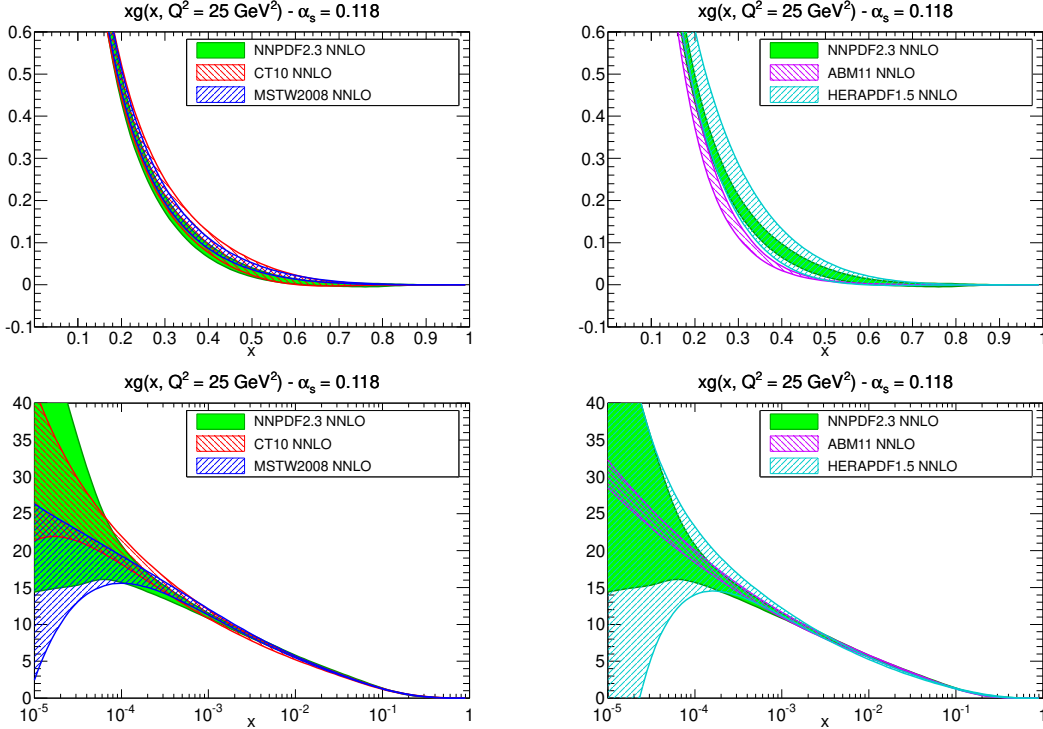 xg(x, Q² = 25 GeV²) - αₛ = 0.118
0.6
0.5
0.4
0.3
0.2
0.1
0
-0.1
NNPDF2.3 NNLO
CT10 NNLO
MSTW2008 NNLO
0.1 0.2 0.3 0.4 0.5 0.6 0.7 0.8 0.9 1
x
xg(x, Q² = 25 GeV²) - αₛ = 0.118
0.6
0.5
0.4
0.3
0.2
0.1
0
-0.1
NNPDF2.3 NNLO
ABM11 NNLO
HERAPDF1.5 NNLO
0.1 0.2 0.3 0.4 0.5 0.6 0.7 0.8 0.9 1
x
xg(x, Q² = 25 GeV²) - αₛ = 0.118
40
35
30
25
20
15
10
5
0
NNPDF2.3 NNLO
CT10 NNLO
MSTW2008 NNLO
10⁻⁵ 10⁻⁴ 10⁻³ 10⁻² 10⁻¹ 1
x
xg(x, Q² = 25 GeV²) - αₛ = 0.118
40
35
30
25
20
15
10
5
0
NNPDF2.3 NNLO
ABM11 NNLO
HERAPDF1.5 NNLO
10⁻⁵ 10⁻⁴ 10⁻³ 10⁻² 10⁻¹ 1
x